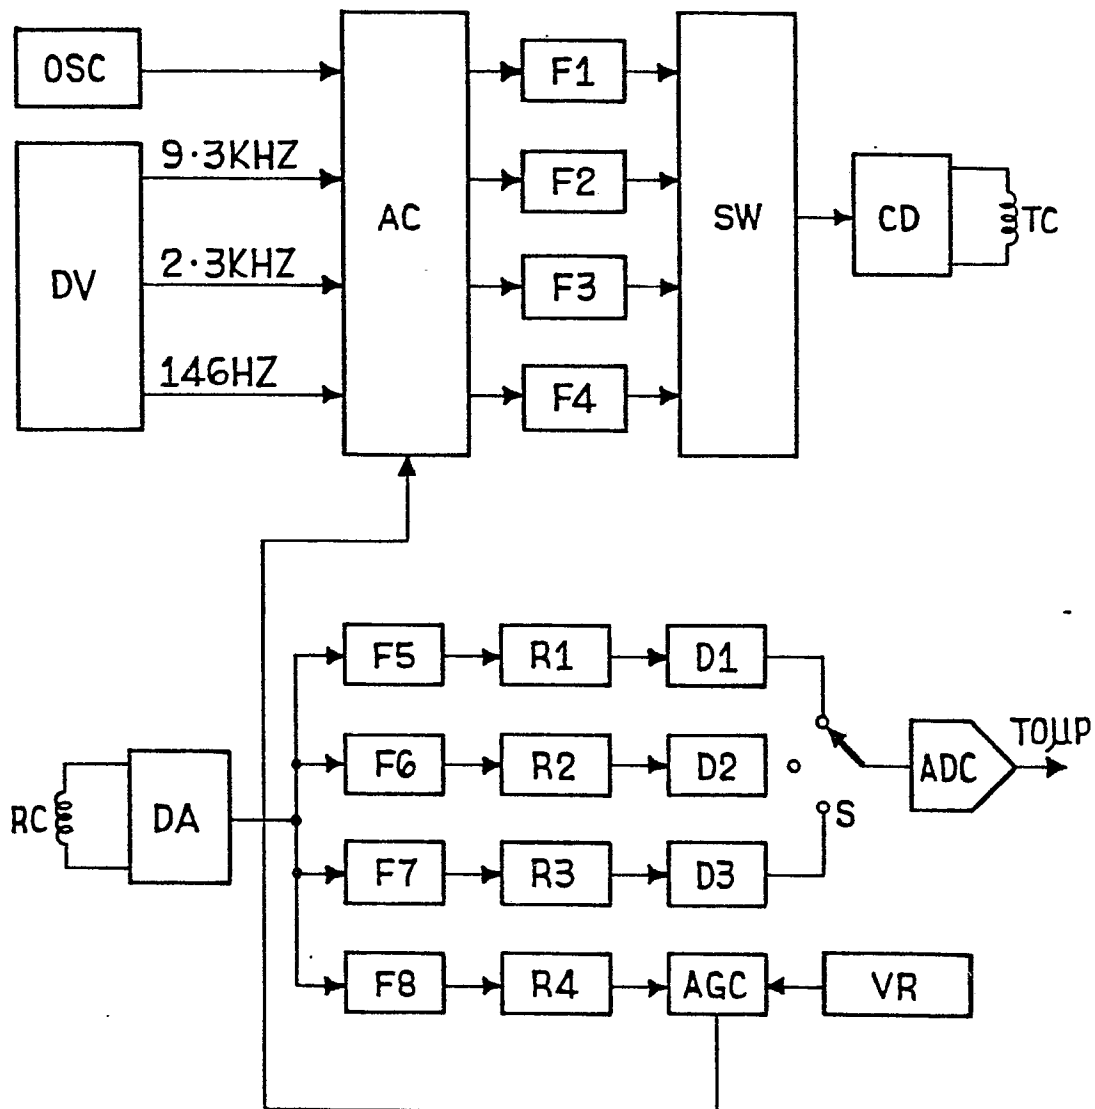 OSC
F1
9.3KHZ
F2
AC
SW
CD
TC
2.3KHZ
DV
F3
146HZ
F4
F5
R1
D1
TOµP
F6
R2
D2
ADC
RC
DA
S
F7
R3
D3
F8
R4
AGC
VR